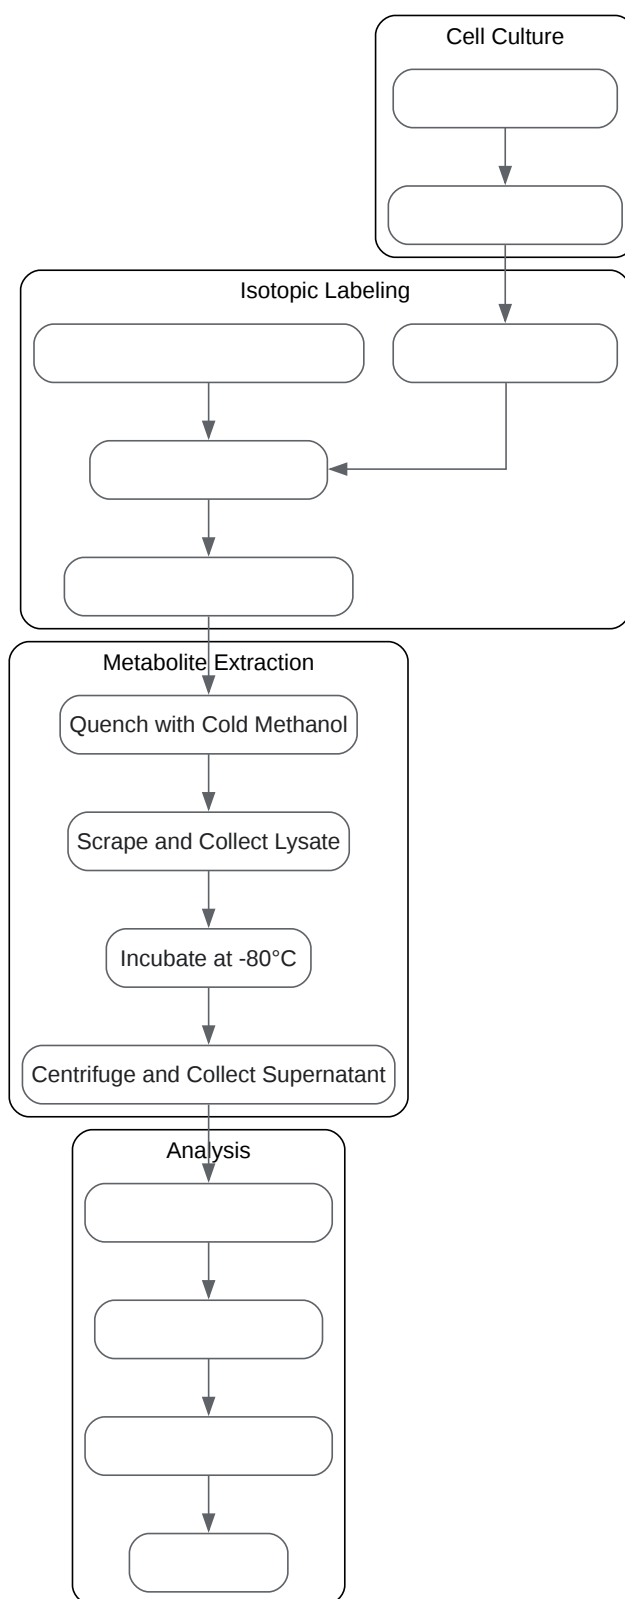 Cell Culture
Isotopic Labeling
Metabolite Extraction
Quench with Cold Methanol
Scrape and Collect Lysate
Incubate at -80°C
Centrifuge and Collect Supernatant
Analysis